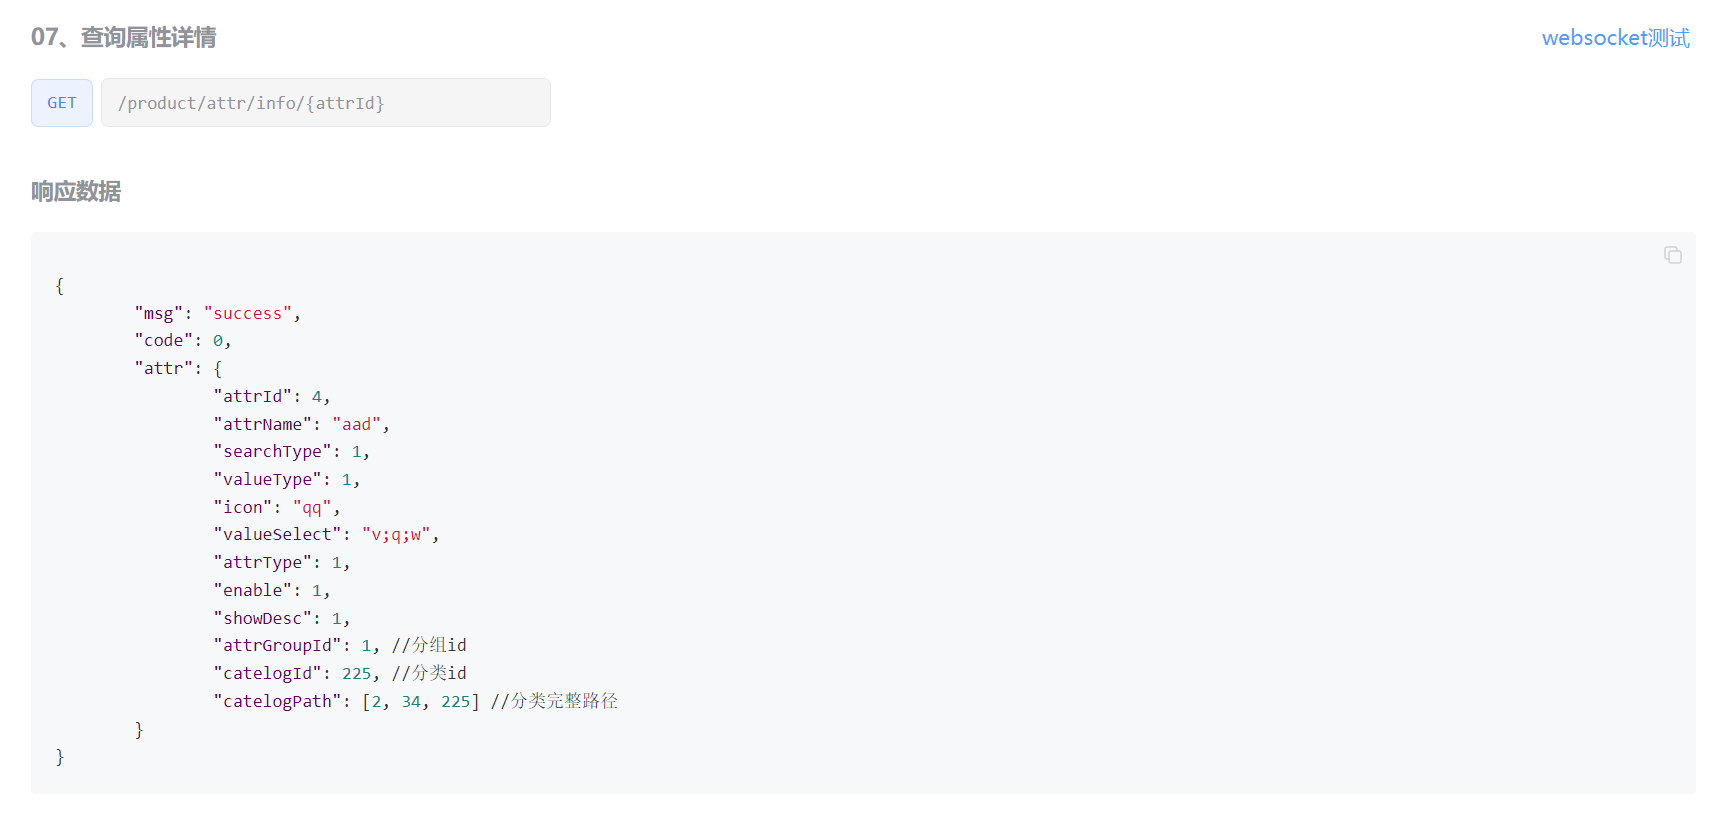 07、查询属性详情
websocket测试
GET
/product/attr/info/{attrId}
响应数据
{
"msg": "success",
"code": 0,
"attr": {
"attrId": 4,
"attrName": "aad",
"searchType": 1,
"valueType": 1,
"icon": "qq",
"valueSelect": "v;q;w",
"attrType": 1,
"enable": 1,
"showDesc": 1,
"attrGroupId": 1, //分组id
"catelogId": 225, //分类id
"catelogPath": [2, 34, 225] //分类完整路径
}
}